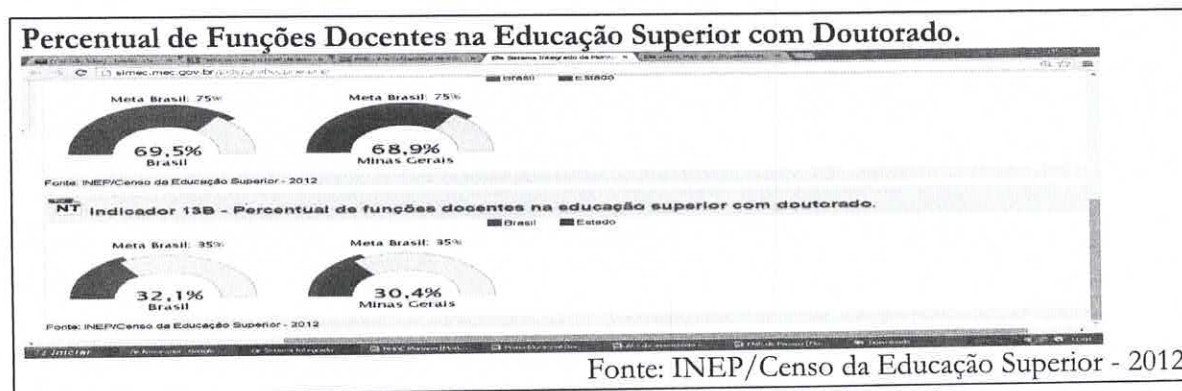 Percentual de Funções Docentes na Educação Superior com Doutorado.
simec.mec.gov.br
Brasil Estado
Meta Brasil: 75% Meta Brasil: 75%
69,5% 68,9%
Brasil Minas Gerais
Fonte: INEP/Censo da Educação Superior - 2012
NT Indicador 13B - Percentual de funções docentes na educação superior com doutorado.
Brasil Estado
Meta Brasil: 35% Meta Brasil: 35%
32,1% 30,4%
Brasil Minas Gerais
Fonte: INEP/Censo da Educação Superior - 2012
Iniciar
Fonte: INEP/Censo da Educação Superior - 2012